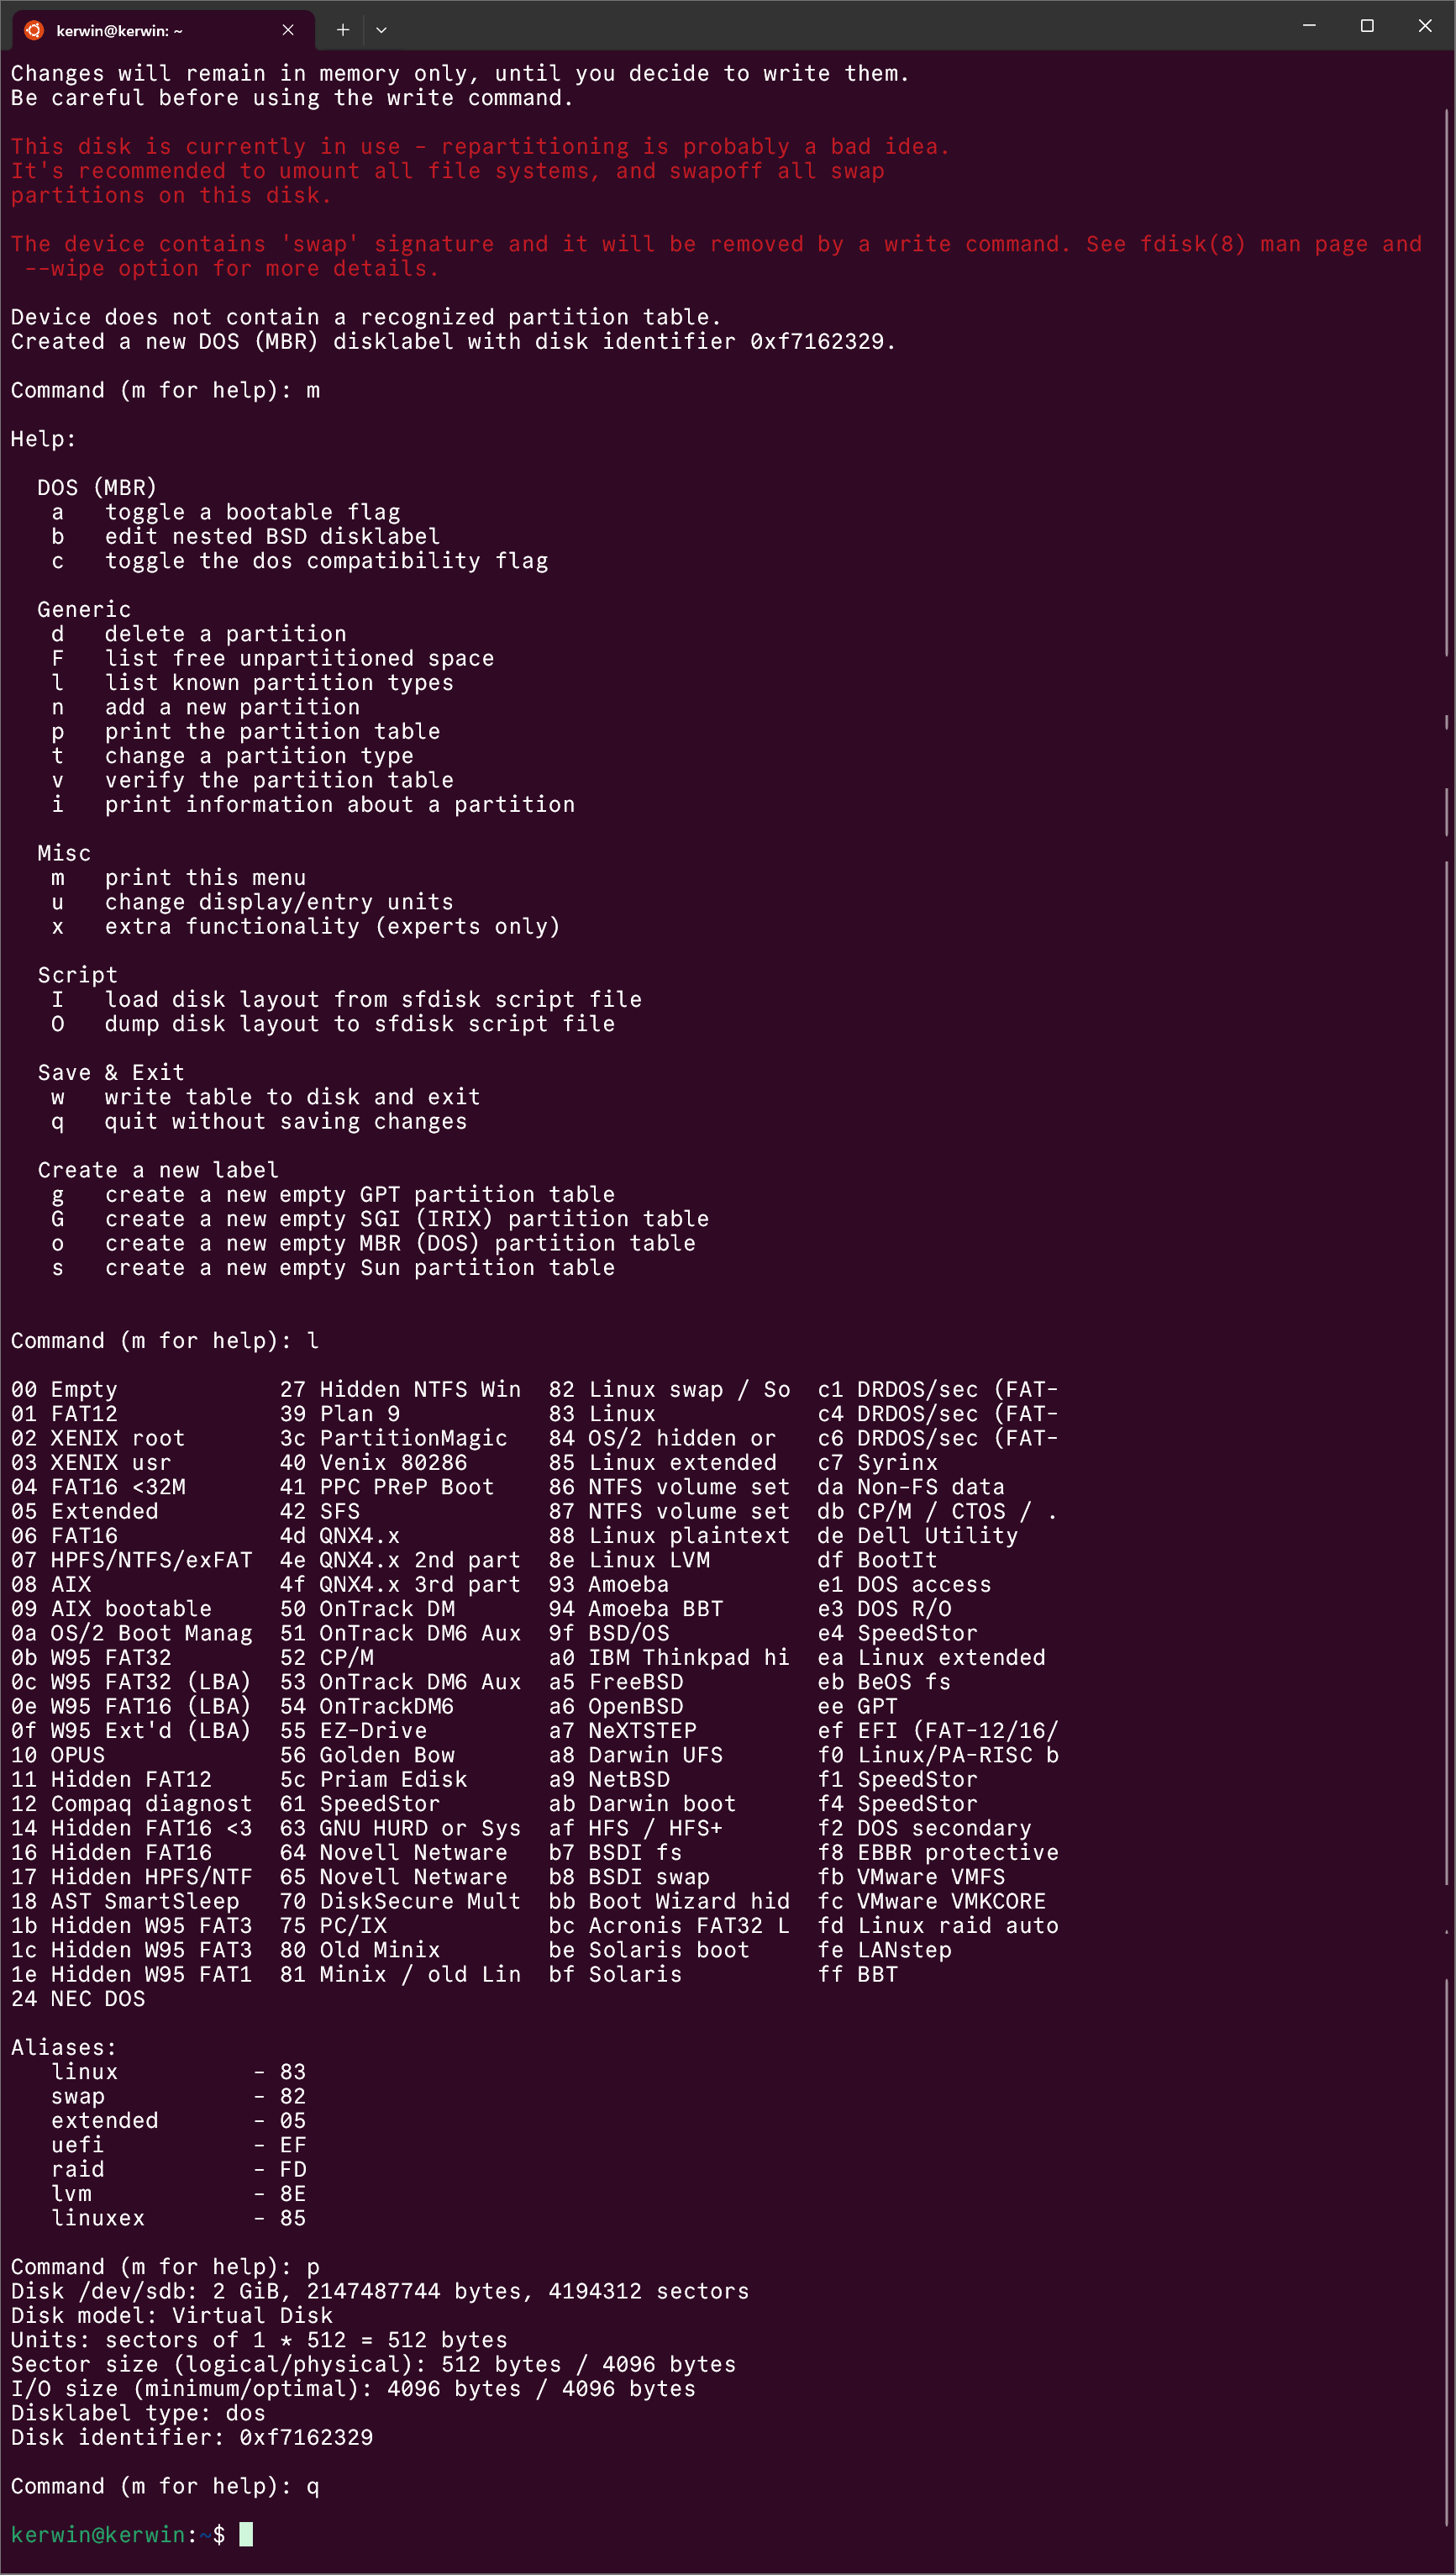 kerwin@kerwin: ~
Changes will remain in memory only, until you decide to write them.
Be careful before using the write command.
This disk is currently in use - repartitioning is probably a bad idea.
It's recommended to umount all file systems, and swapoff all swap
partitions on this disk.
The device contains 'swap' signature and it will be removed by a write command. See fdisk(8) man page and
--wipe option for more details.
Device does not contain a recognized partition table.
Created a new DOS (MBR) disklabel with disk identifier 0xf7162329.
Command (m for help): m
Help:
DOS (MBR)
a   toggle a bootable flag
b   edit nested BSD disklabel
c   toggle the dos compatibility flag
Generic
d   delete a partition
F   list free unpartitioned space
l   list known partition types
n   add a new partition
p   print the partition table
t   change a partition type
v   verify the partition table
i   print information about a partition
Misc
m   print this menu
u   change display/entry units
x   extra functionality (experts only)
Script
I   load disk layout from sfdisk script file
O   dump disk layout to sfdisk script file
Save & Exit
w   write table to disk and exit
q   quit without saving changes
Create a new label
g   create a new empty GPT partition table
G   create a new empty SGI (IRIX) partition table
o   create a new empty MBR (DOS) partition table
s   create a new empty Sun partition table
Command (m for help): l
00 Empty            27 Hidden NTFS Win  82 Linux swap / So  c1 DRDOS/sec (FAT-
01 FAT12            39 Plan 9           83 Linux            c4 DRDOS/sec (FAT-
02 XENIX root       3c PartitionMagic   84 OS/2 hidden or   c6 DRDOS/sec (FAT-
03 XENIX usr        40 Venix 80286      85 Linux extended   c7 Syrinx
04 FAT16 <32M       41 PPC PReP Boot    86 NTFS volume set  da Non-FS data
05 Extended         42 SFS              87 NTFS volume set  db CP/M / CTOS / .
06 FAT16            4d QNX4.x           88 Linux plaintext  de Dell Utility
07 HPFS/NTFS/exFAT  4e QNX4.x 2nd part  8e Linux LVM        df BootIt
08 AIX              4f QNX4.x 3rd part  93 Amoeba           e1 DOS access
09 AIX bootable     50 OnTrack DM       94 Amoeba BBT       e3 DOS R/O
0a OS/2 Boot Manag  51 OnTrack DM6 Aux  9f BSD/OS           e4 SpeedStor
0b W95 FAT32        52 CP/M             a0 IBM Thinkpad hi  ea Linux extended
0c W95 FAT32 (LBA)  53 OnTrack DM6 Aux  a5 FreeBSD          eb BeOS fs
0e W95 FAT16 (LBA)  54 OnTrackDM6       a6 OpenBSD          ee GPT
0f W95 Ext'd (LBA)  55 EZ-Drive         a7 NeXTSTEP         ef EFI (FAT-12/16/
10 OPUS             56 Golden Bow       a8 Darwin UFS       f0 Linux/PA-RISC b
11 Hidden FAT12     5c Priam Edisk      a9 NetBSD           f1 SpeedStor
12 Compaq diagnost  61 SpeedStor        ab Darwin boot      f4 SpeedStor
14 Hidden FAT16 <3  63 GNU HURD or Sys  af HFS / HFS+       f2 DOS secondary
16 Hidden FAT16     64 Novell Netware   b7 BSDI fs          f8 EBBR protective
17 Hidden HPFS/NTF  65 Novell Netware   b8 BSDI swap        fb VMware VMFS
18 AST SmartSleep   70 DiskSecure Mult  bb Boot Wizard hid  fc VMware VMKCORE
1b Hidden W95 FAT3  75 PC/IX            bc Acronis FAT32 L  fd Linux raid auto
1c Hidden W95 FAT3  80 Old Minix        be Solaris boot     fe LANstep
1e Hidden W95 FAT1  81 Minix / old Lin  bf Solaris          ff BBT
24 NEC DOS
Aliases:
linux          - 83
swap           - 82
extended       - 05
uefi           - EF
raid           - FD
lvm            - 8E
linuxex        - 85
Command (m for help): p
Disk /dev/sdb: 2 GiB, 2147487744 bytes, 4194312 sectors
Disk model: Virtual Disk
Units: sectors of 1 * 512 = 512 bytes
Sector size (logical/physical): 512 bytes / 4096 bytes
I/O size (minimum/optimal): 4096 bytes / 4096 bytes
Disklabel type: dos
Disk identifier: 0xf7162329
Command (m for help): q
kerwin@kerwin:~$